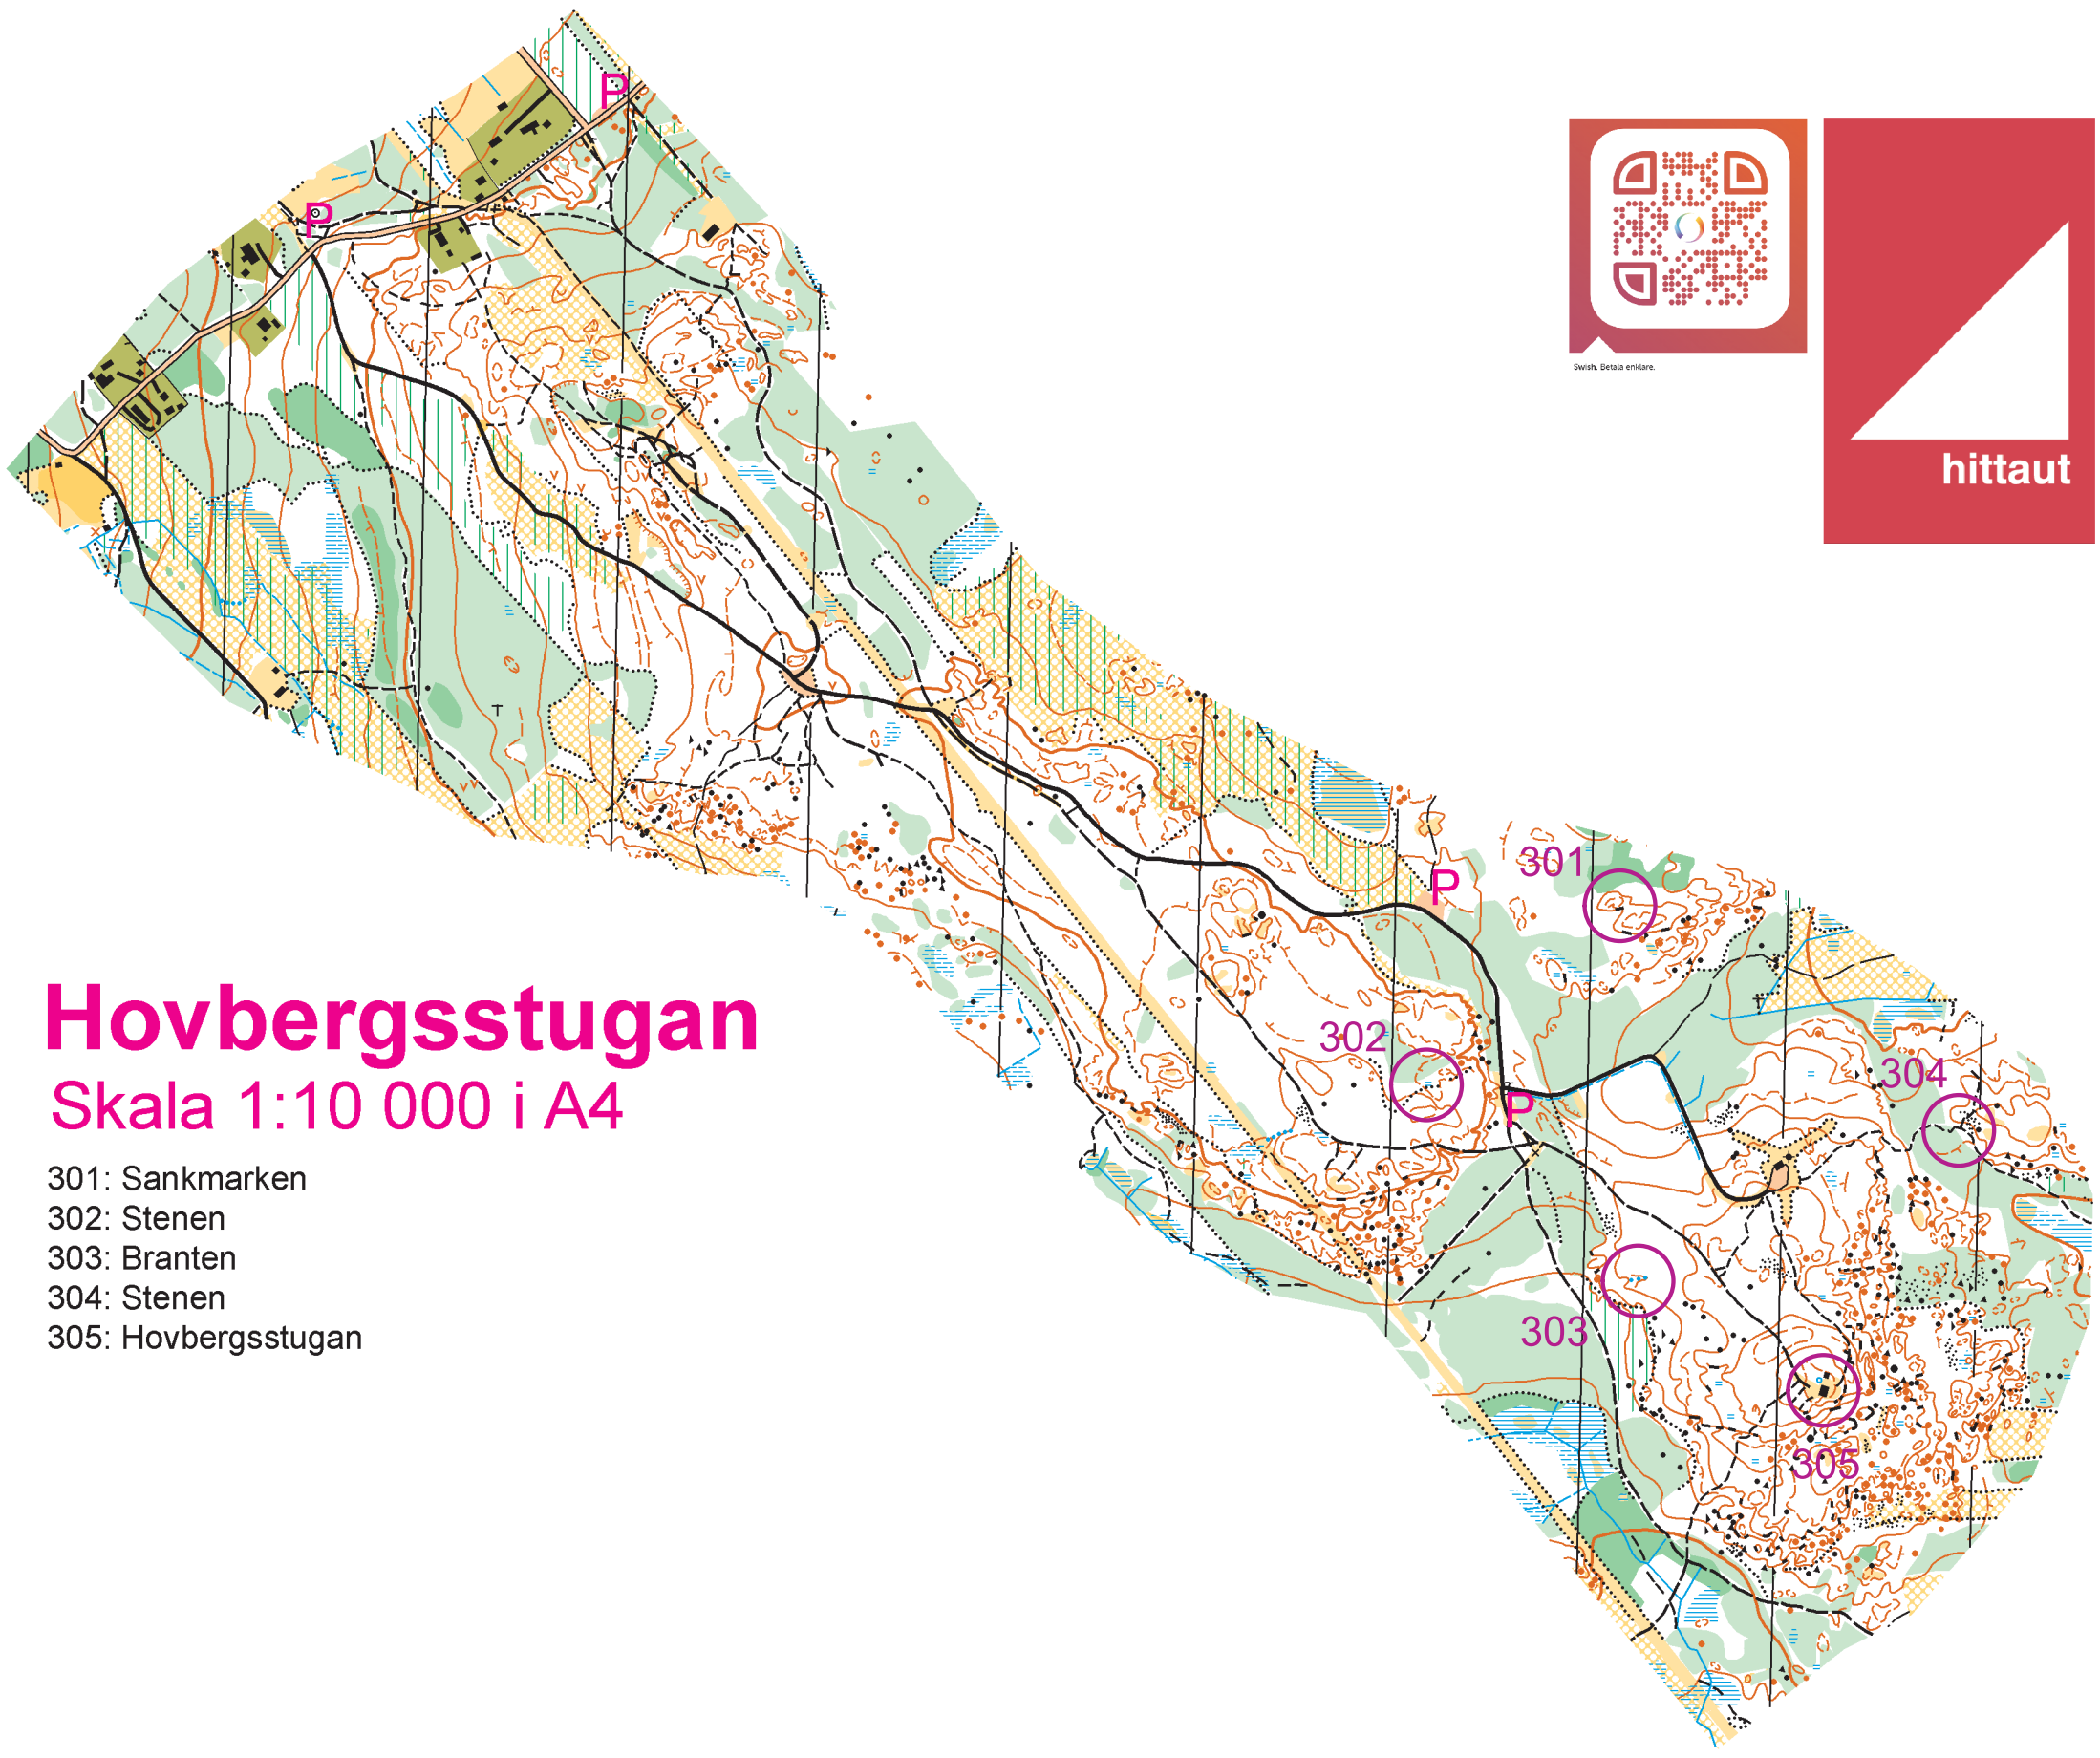 P
P
Swish. Betala enklare.
hittaut
301
P
302
304
P
Hovbergsstugan
Skala 1:10 000 i A4
301: Sankmarken
302: Stenen
303: Branten
304: Stenen
305: Hovbergsstugan
303
305